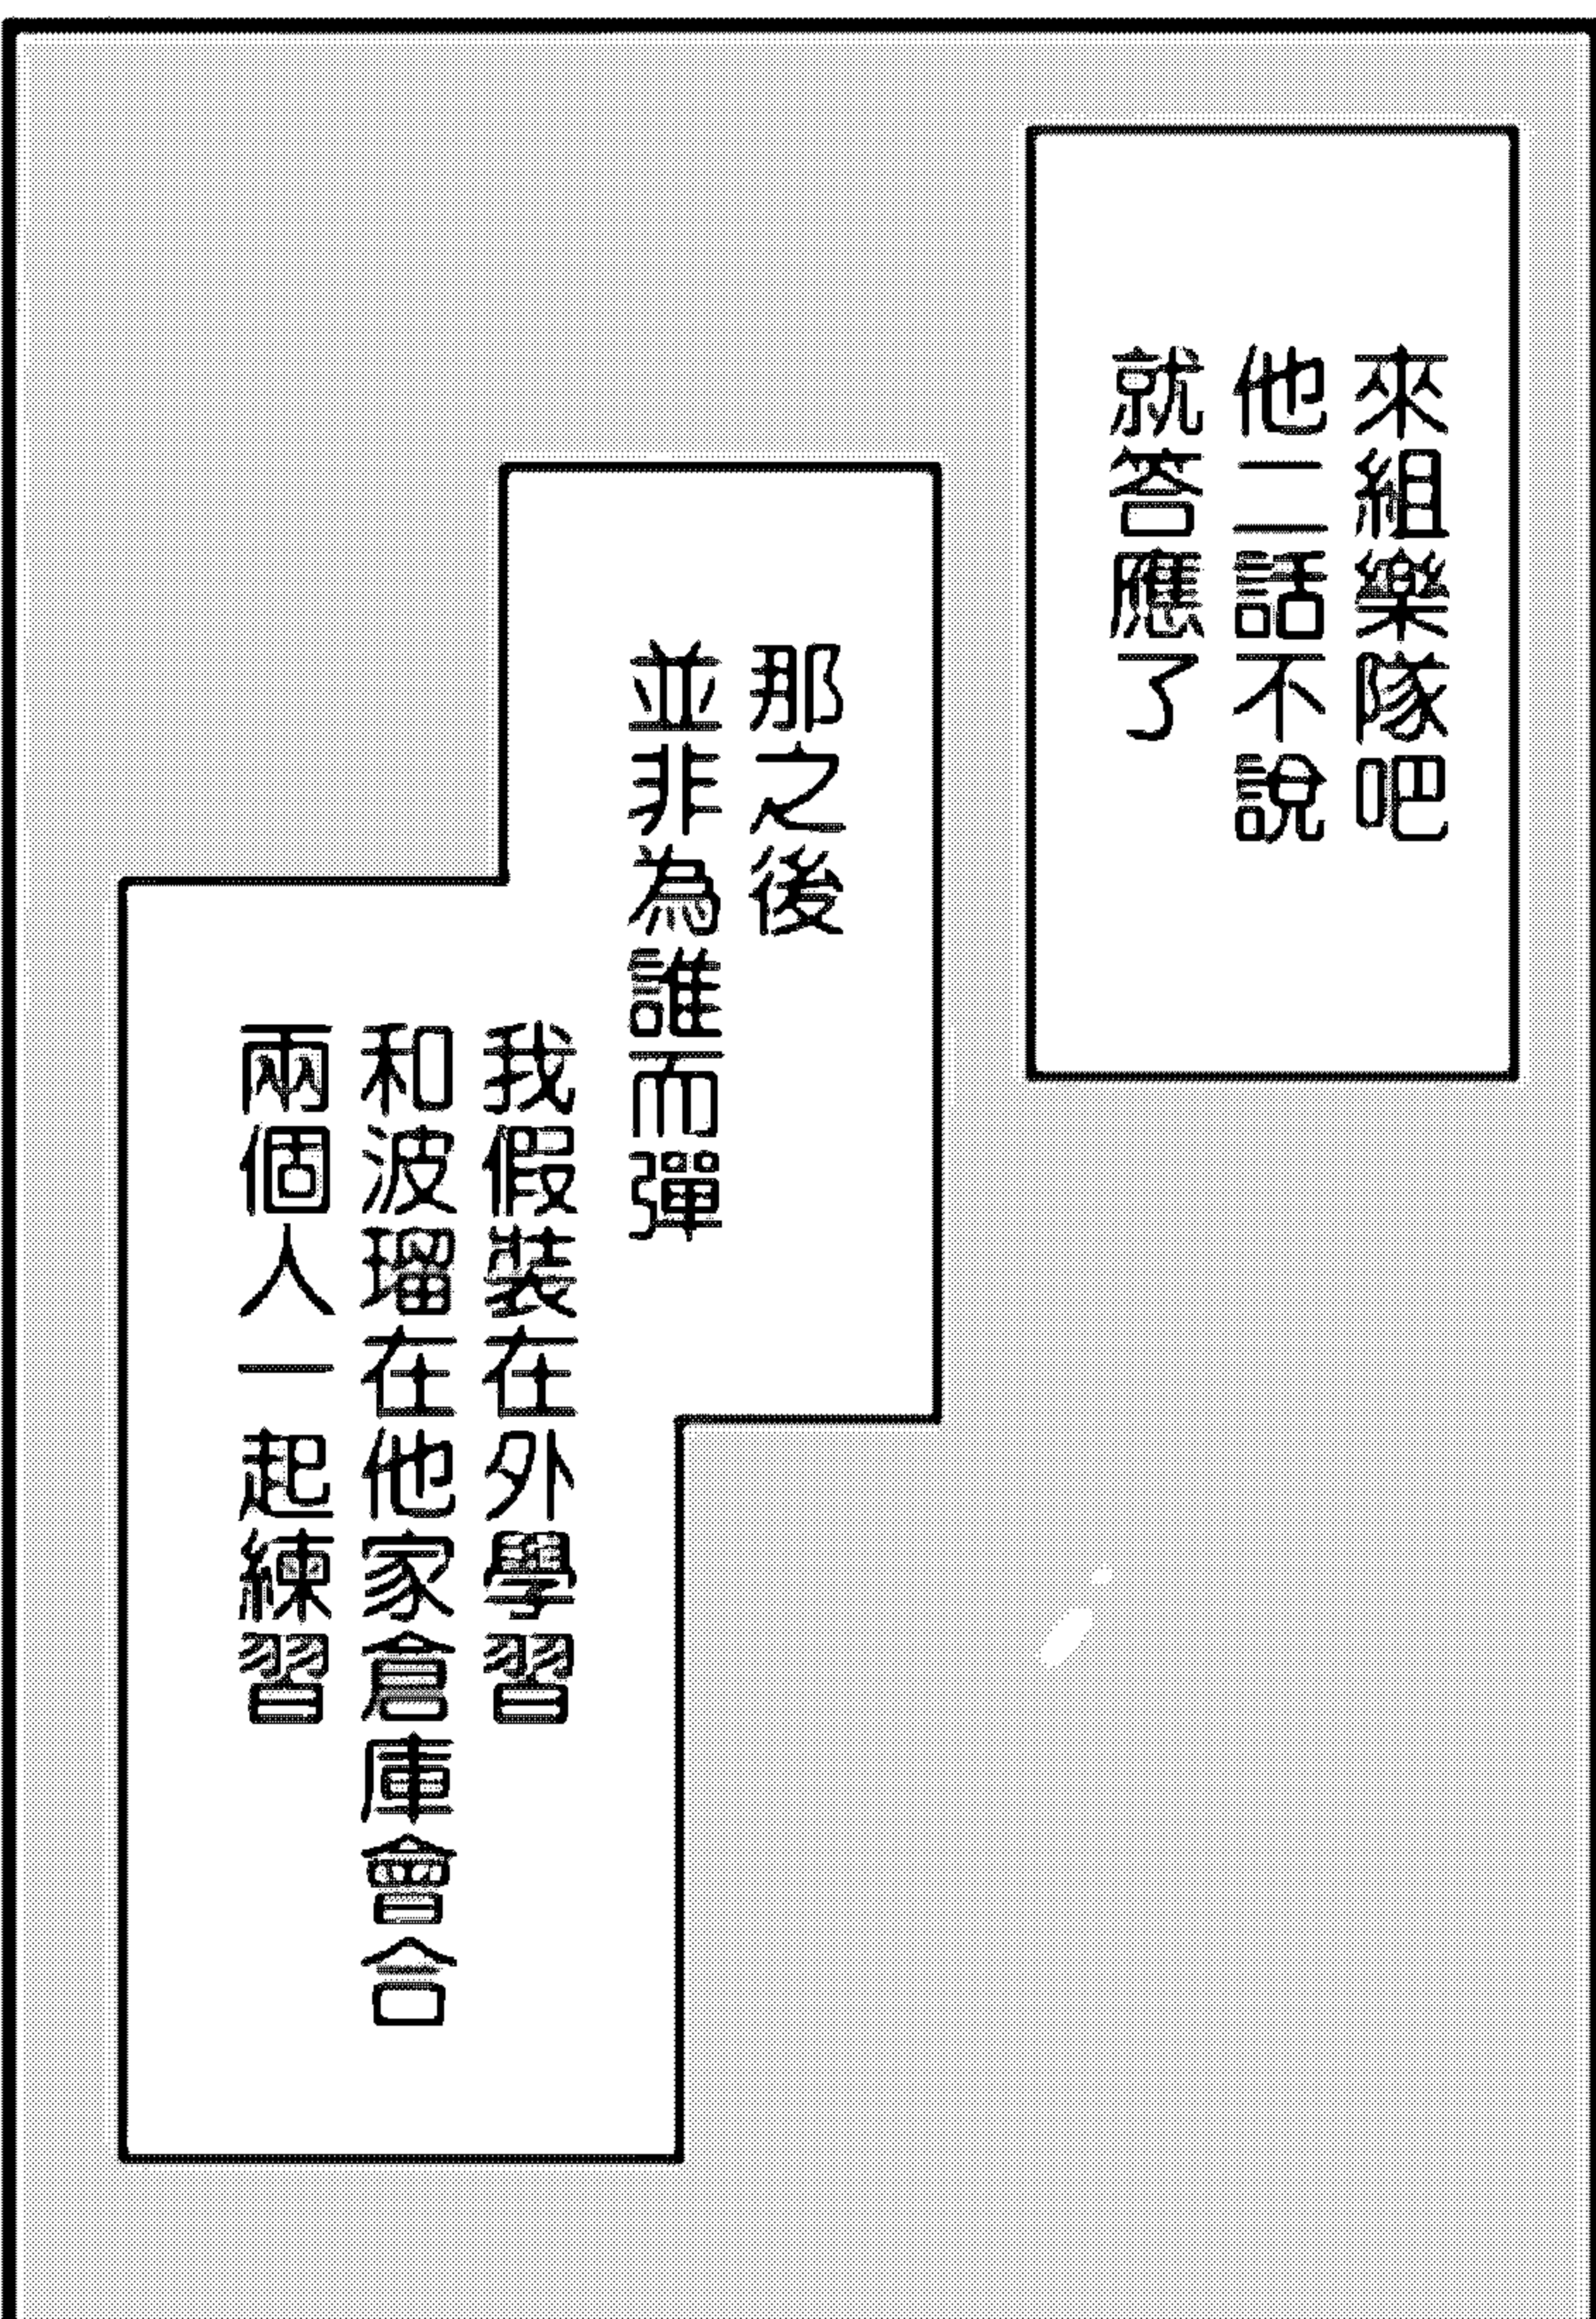 來組樂隊吧
他二話不說
就答應了
那之後
並非為誰而彈
我假裝在外學習
和波瑠在他家倉庫會合
兩個人一起練習